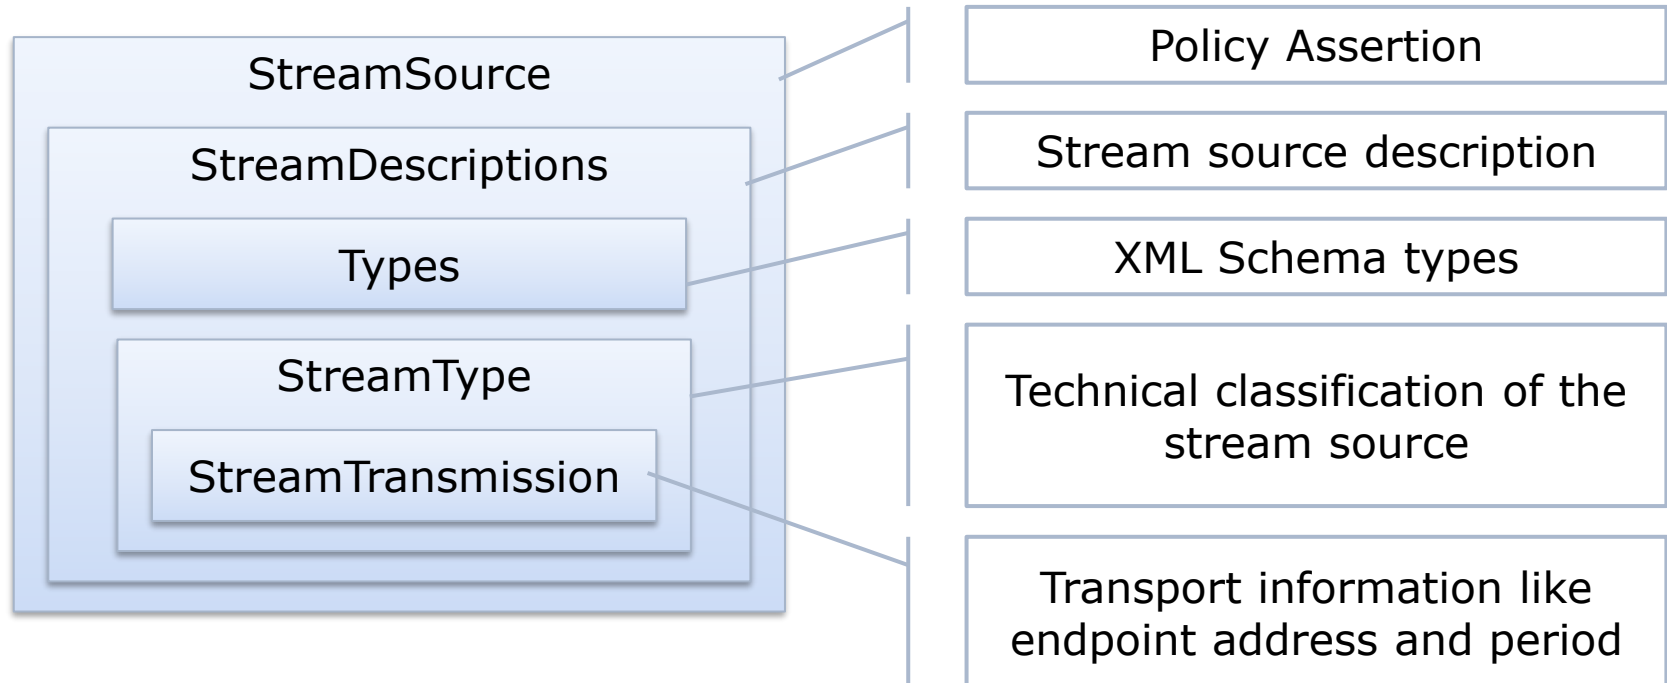 StreamSource
StreamDescriptions
Types
StreamType
StreamTransmission
Policy Assertion
Stream source description
XML Schema types
Technical classification of the
stream source
Transport information like
endpoint address and period